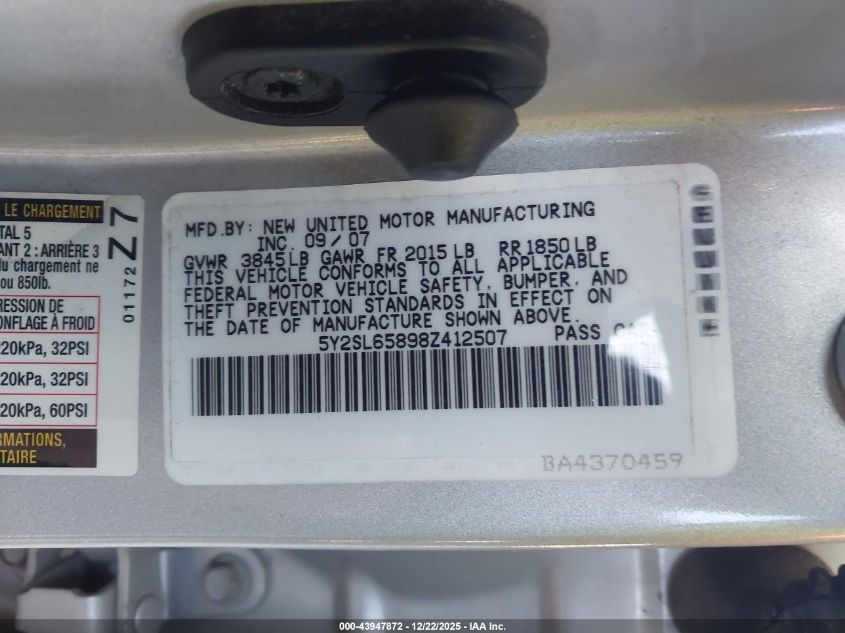 LE CHARGEMENT
TAL 5
ANT 2 : ARRIÈRE 3
du chargement ne
ou 850lb.
RESSION DE
ONFLAGE À FROID
20kPa, 32PSI
20kPa, 32PSI
20kPa, 60PSI
RMATIONS,
TAIRE
01172 Z7
MFD.BY: NEW UNITED MOTOR MANUFACTURING
INC. 09/07
GVWR 3845LB GAWR FR 2015LB RR 1850LB
THIS VEHICLE CONFORMS TO ALL APPLICABLE
FEDERAL MOTOR VEHICLE SAFETY, BUMPER, AND
THEFT PREVENTION STANDARDS IN EFFECT ON
THE DATE OF MANUFACTURE SHOWN ABOVE.
5Y2SL65898Z412507 PASS
BA4370459
000-43947872 - 12/22/2025 - IAA Inc.